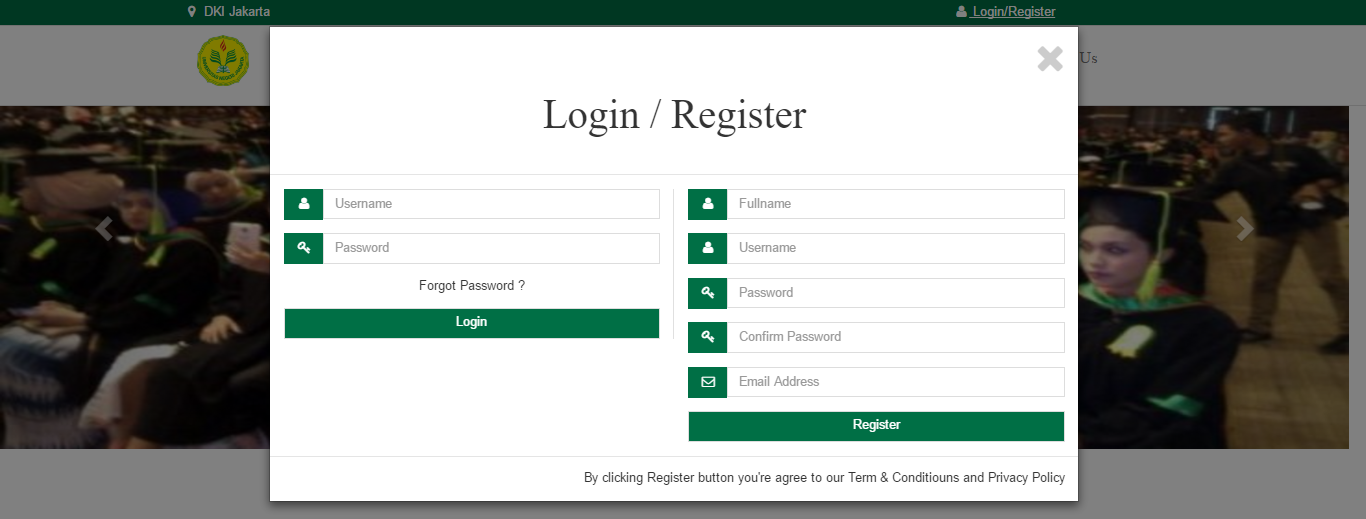 DKI Jakarta
Login/Register
Us
Login / Register
Username
Password
Forgot Password ?
Login
Fullname
Username
Password
Confirm Password
Email Address
Register
By clicking Register button you're agree to our Term & Conditiouns and Privacy Policy